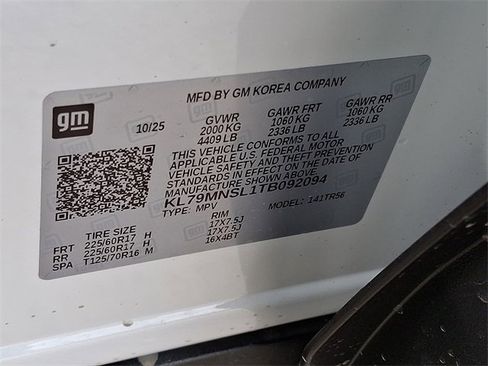 MFD BY GM KOREA COMPANY
gm
10/25 GVWR GAWR FRT GAWR RR
2000 KG 1060 KG 1060 KG
4409 LB 2336 LB 2336 LB
THIS VEHICLE CONFORMS TO ALL
APPLICABLE U.S. FEDERAL MOTOR
VEHICLE SAFETY AND THEFT PREVENTION
STANDARDS IN EFFECT ON THE DATE OF
MANUFACTURE SHOWN ABOVE.
KL79MNSL1TB092094
TYPE: MPV MODEL: 141TR56
TIRE SIZE RIM
FRT 225/60R17 H 17X7.5J
RR 225/60R17 H 17X7.5J
SPA T125/70R16 M 16X4BT